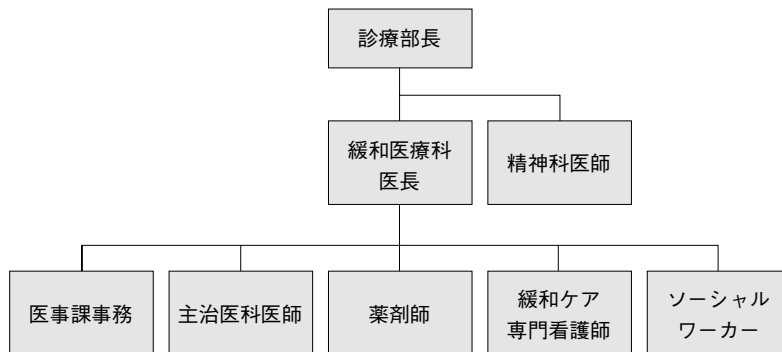 診療部長
緩和医療科
医長
精神科医師
医事課事務
主治医科医師
薬剤師
緩和ケア
専門看護師
ソーシャル
ワーカー